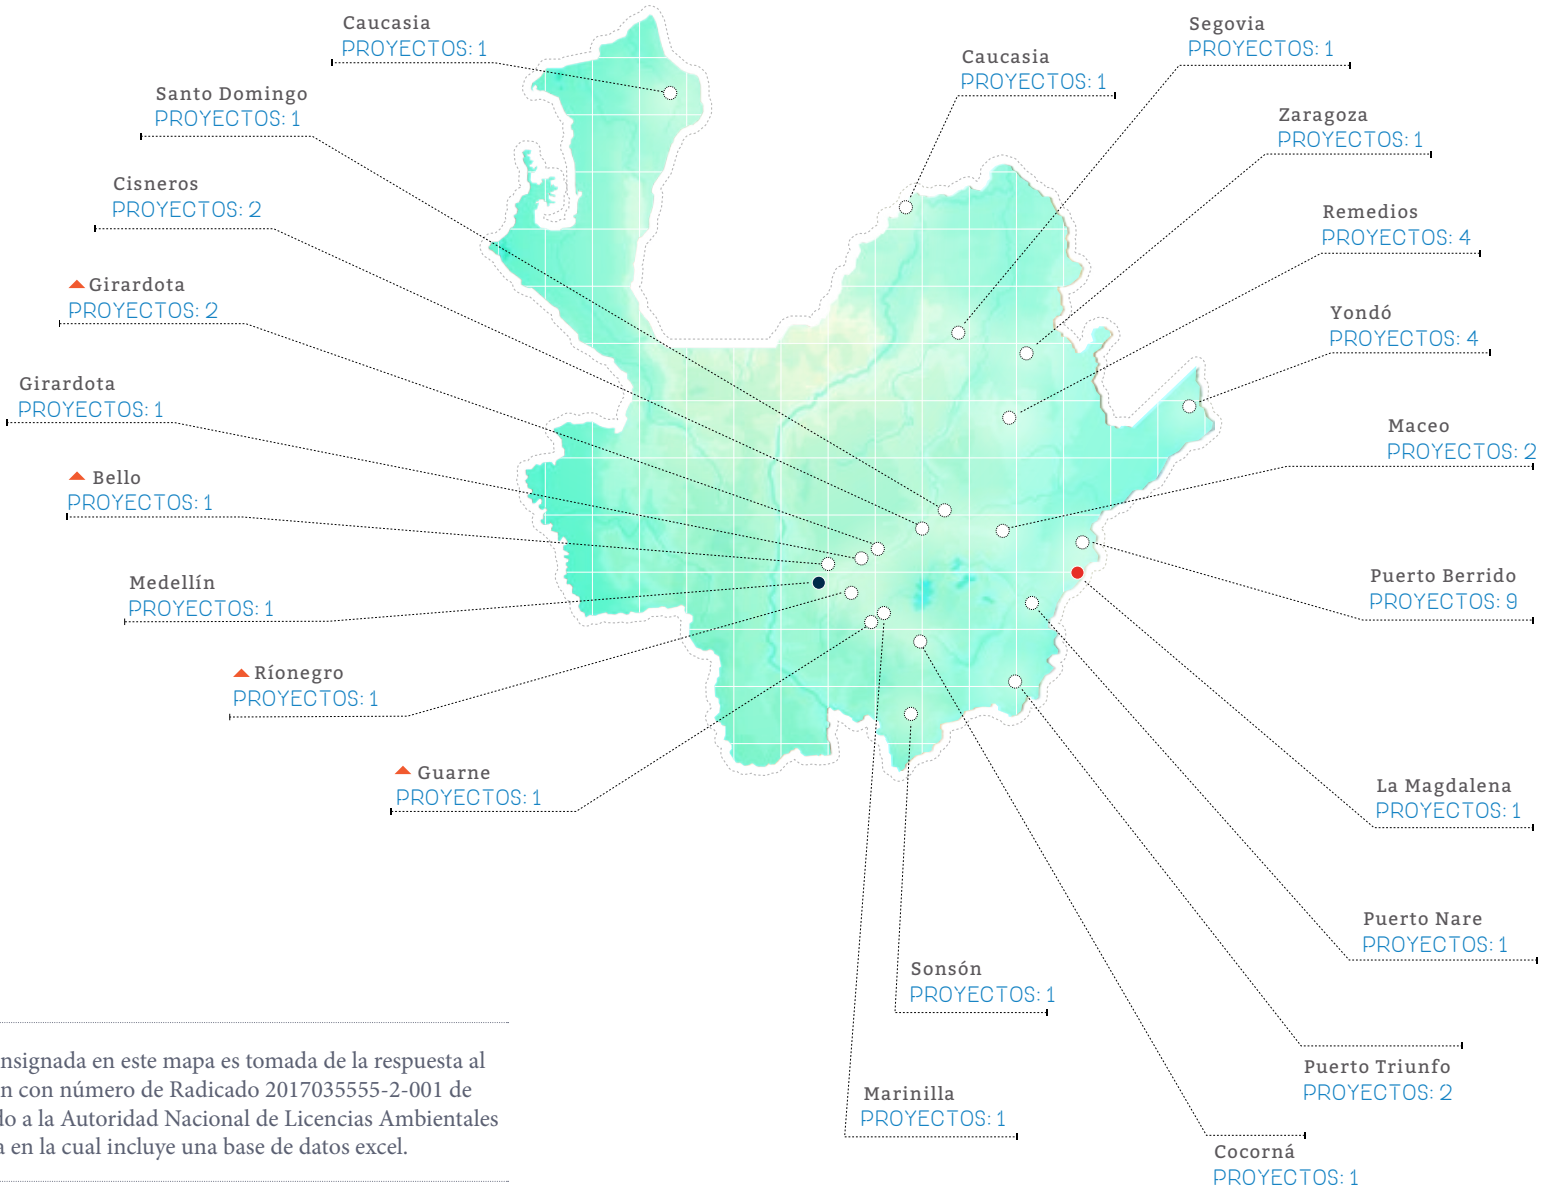 Caucasia
PROYECTOS: 1
Santo Domingo
PROYECTOS: 1
Cisneros
PROYECTOS: 2
Girardota
PROYECTOS: 2
Girardota
PROYECTOS: 1
Bello
PROYECTOS: 1
Medellín
PROYECTOS: 1
Ríonegro
PROYECTOS: 1
Guarne
PROYECTOS: 1
Caucasia
PROYECTOS: 1
Segovia
PROYECTOS: 1
Zaragoza
PROYECTOS: 1
Remedios
PROYECTOS: 4
Yondó
PROYECTOS: 4
Maceo
PROYECTOS: 2
Puerto Berrido
PROYECTOS: 9
La Magdalena
PROYECTOS: 1
Puerto Nare
PROYECTOS: 1
Sonsón
PROYECTOS: 1
Puerto Triunfo
PROYECTOS: 2
Marinilla
PROYECTOS: 1
Cocorná
PROYECTOS: 1
nsignada en este mapa es tomada de la respuesta al
n con número de Radicado 2017035555-2-001 de
do a la Autoridad Nacional de Licencias Ambientales
a en la cual incluye una base de datos excel.